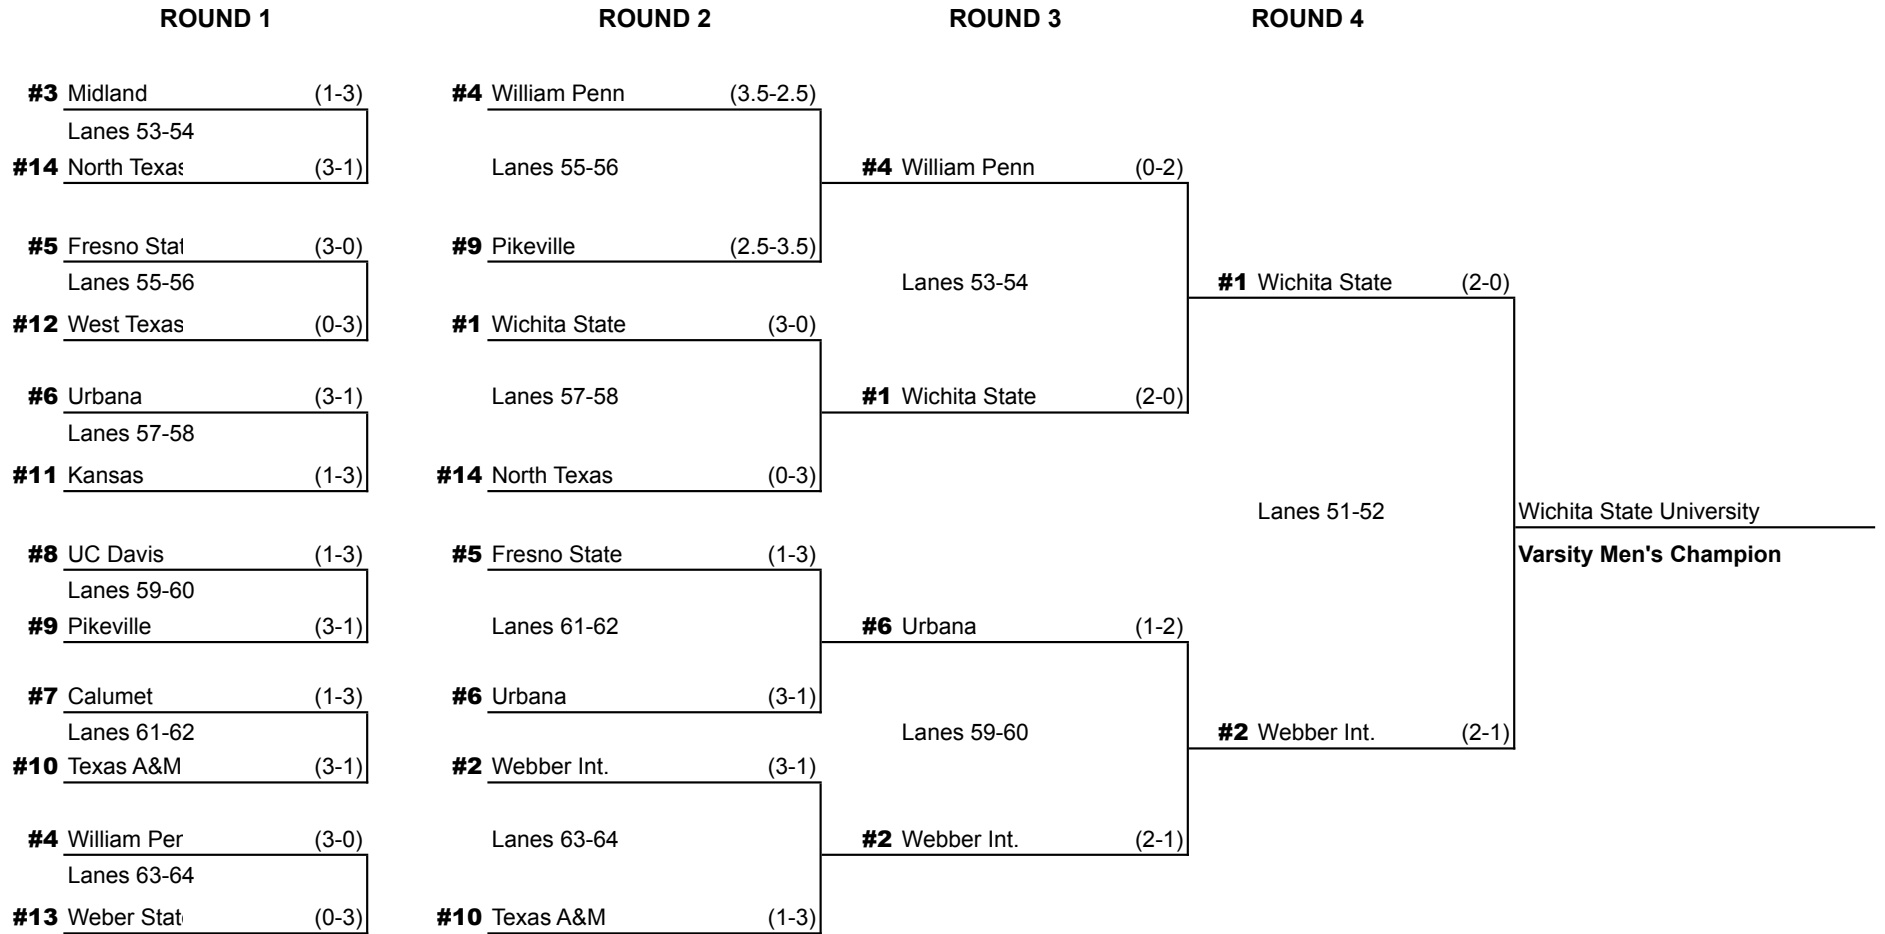 ROUND 1 ROUND 2 ROUND 3 ROUND 4
#3 Midland (1-3)
Lanes 53-54
#14 North Texas (3-1)
#5 Fresno Stat (3-0)
Lanes 55-56
#12 West Texas (0-3)
#6 Urbana (3-1)
Lanes 57-58
#11 Kansas (1-3)
#8 UC Davis (1-3)
Lanes 59-60
#9 Pikeville (3-1)
#7 Calumet (1-3)
Lanes 61-62
#10 Texas A&M (3-1)
#4 William Per (3-0)
Lanes 63-64
#13 Weber State (0-3)
#4 William Penn (3.5-2.5)
Lanes 55-56
#9 Pikeville (2.5-3.5)
#1 Wichita State (3-0)
Lanes 57-58
#14 North Texas (0-3)
#5 Fresno State (1-3)
Lanes 61-62
#6 Urbana (3-1)
#2 Webber Int. (3-1)
Lanes 63-64
#10 Texas A&M (1-3)
#4 William Penn (0-2)
Lanes 53-54
#1 Wichita State (2-0)
#6 Urbana (1-2)
Lanes 59-60
#2 Webber Int. (2-1)
#1 Wichita State (2-0)
Lanes 51-52
#2 Webber Int. (2-1)
Wichita State University
Varsity Men's Champion